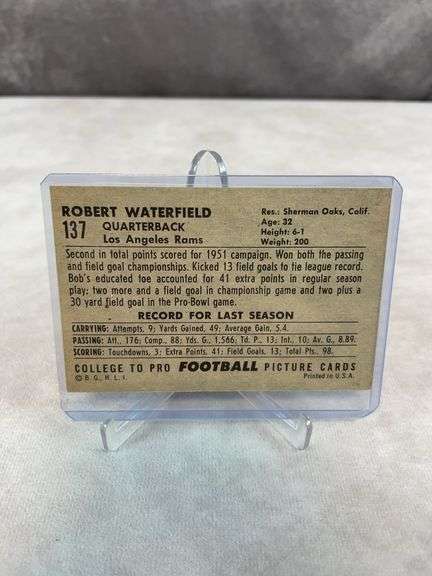 ROBERT WATERFIELD
137 QUARTERBACK
Los Angeles Rams
Res.: Sherman Oaks, Calif.
Age: 32
Height: 6-1
Weight: 200
Second in total points scored for 1951 campaign. Won both the passing
and field goal championships. Kicked 13 field goals to tie league record.
Bob's educated toe accounted for 41 extra points in regular season
play; two more and a field goal in championship game and two plus a
30 yard field goal in the Pro-Bowl game.
RECORD FOR LAST SEASON
CARRYING: Attempts, 9; Yards Gained, 49; Average Gain, 5.4.
PASSING: Att., 176; Comp., 88; Yds. G., 1,566; Td. P., 13; Int., 10; Av. G., 8.89.
SCORING: Touchdowns, 3; Extra Points, 41; Field Goals, 13; Total Pts., 98.
COLLEGE TO PRO FOOTBALL PICTURE CARDS
© B. G. H. L. I. Printed in U.S.A.